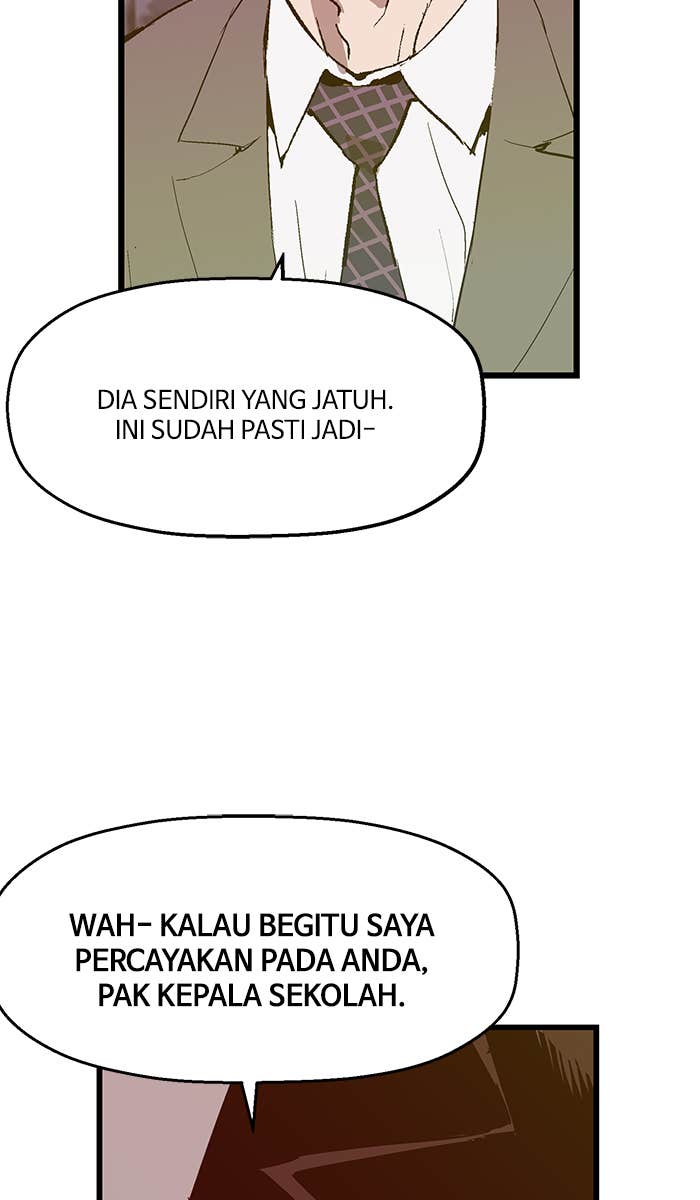 DIA SENDIRI YANG JATUH.
INI SUDAH PASTI JADI-
WAH- KALAU BEGITU SAYA
PERCAYAKAN PADA ANDA,
PAK KEPALA SEKOLAH.